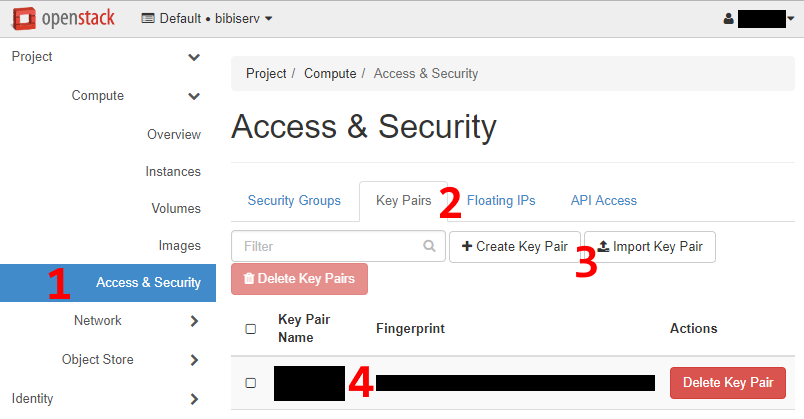 openstack Default • bibiserv
Project
Compute
Overview
Instances
Volumes
Images
1 Access & Security
Network
Object Store
Identity
Project / Compute / Access & Security
Access & Security
Security Groups Key Pairs 2 Floating IPs API Access
Filter Create Key Pair 3 Import Key Pair
Delete Key Pairs
Key Pair Name Fingerprint Actions
4 Delete Key Pair